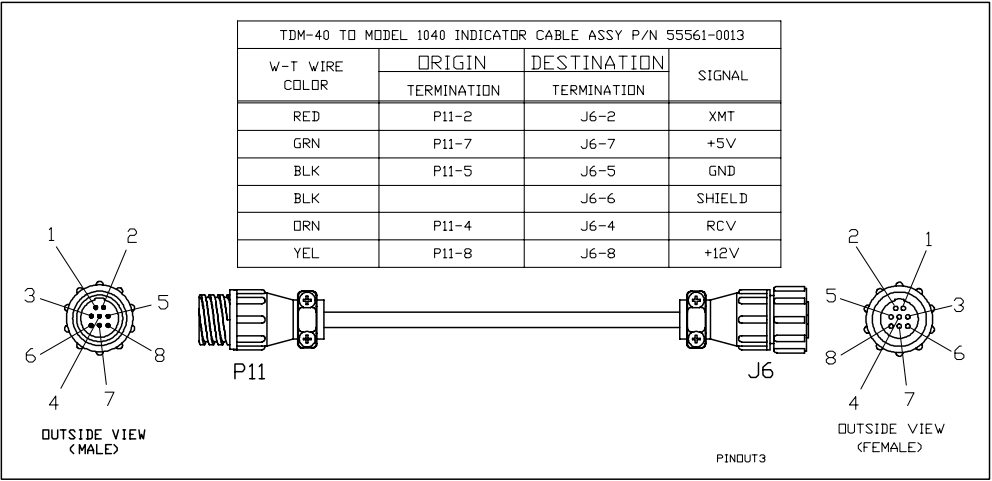 TDM-40 TO MODEL 1040 INDICATOR CABLE ASSY P/N 55561-0013
W-T WIRE COLOR ORIGIN DESTINATION SIGNAL
TERMINATION TERMINATION
RED P11-2 J6-2 XMT
GRN P11-7 J6-7 +5V
BLK P11-5 J6-5 GND
BLK J6-6 SHIELD
ORN P11-4 J6-4 RCV
YEL P11-8 J6-8 +12V
1 2
3 5
6 8
4 7
OUTSIDE VIEW
(MALE)
P11
J6
2 1
5 3
8 6
4 7
OUTSIDE VIEW
(FEMALE)
PINOUT3